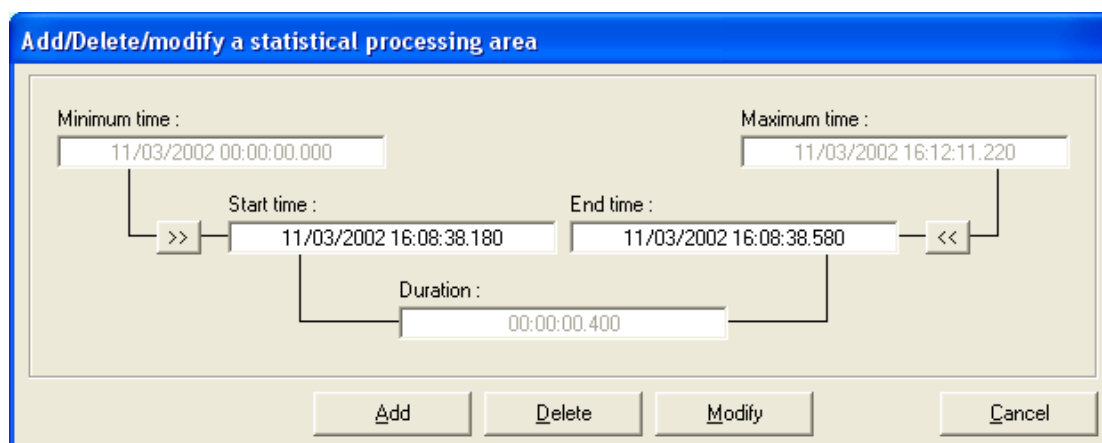 Add/Delete/modify a statistical processing area
Minimum time :
Maximum time :
11/03/2002 00:00:00.000
11/03/2002 16:12:11.220
Start time :
End time :
>>
11/03/2002 16:08:38.180
11/03/2002 16:08:38.580
<<
Duration :
00:00:00.400
Add
Delete
Modify
Cancel